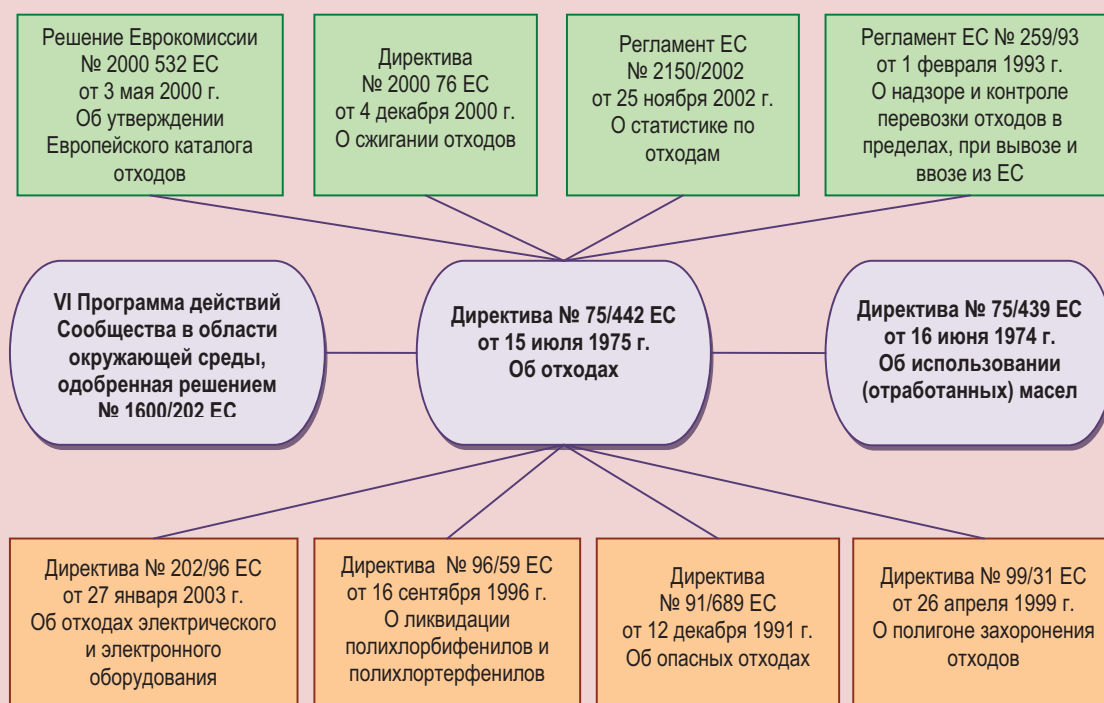 Решение Еврокомиссии
№ 2000 532 ЕС
от 3 мая 2000 г.
Об утверждении
Европейского каталога
отходов
Директива
№ 2000 76 ЕС
от 4 декабря 2000 г.
О сжигании отходов
Регламент ЕС
№ 2150/2002
от 25 ноября 2002 г.
О статистике по
отходам
Регламент ЕС № 259/93
от 1 февраля 1993 г.
О надзоре и контроле
перевозки отходов в
пределах, при вывозе и
ввозе из ЕС
VI Программа действий
Сообщества в области
окружающей среды,
одобренная решением
№ 1600/202 ЕС
Директива № 75/442 ЕС
от 15 июля 1975 г.
Об отходах
Директива № 75/439 ЕС
от 16 июня 1974 г.
Об использовании
(отработанных) масел
Директива № 202/96 ЕС
от 27 января 2003 г.
Об отходах электрического
и электронного
оборудования
Директива № 96/59 ЕС
от 16 сентября 1996 г.
О ликвидации
полихлорбифенилов и
полихлортерфенилов
Директива
№ 91/689 ЕС
от 12 декабря 1991 г.
Об опасных отходах
Директива № 99/31 ЕС
от 26 апреля 1999 г.
О полигоне захоронения
отходов